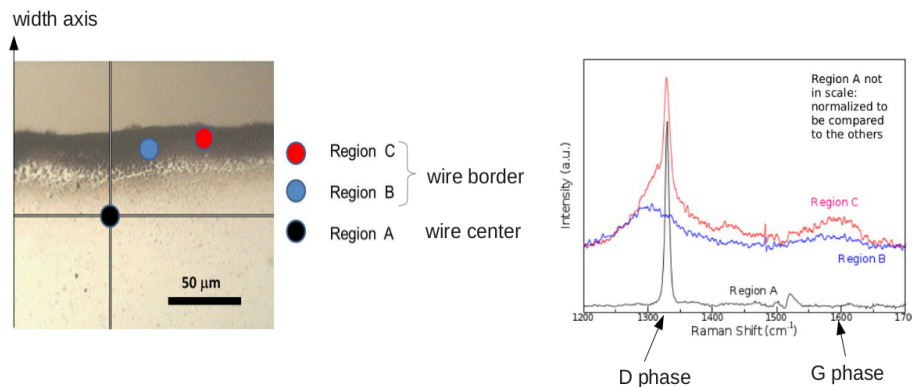 width axis
Region C
Region B
wire border
Region A
wire center
50 μm
Region A not
in scale:
normalized to
be compared
to the others
Intensity (a.u.)
Region C
Region B
Region A
1200 1300 1400 1500 1600 1700
Raman Shift (cm⁻¹)
D phase
G phase